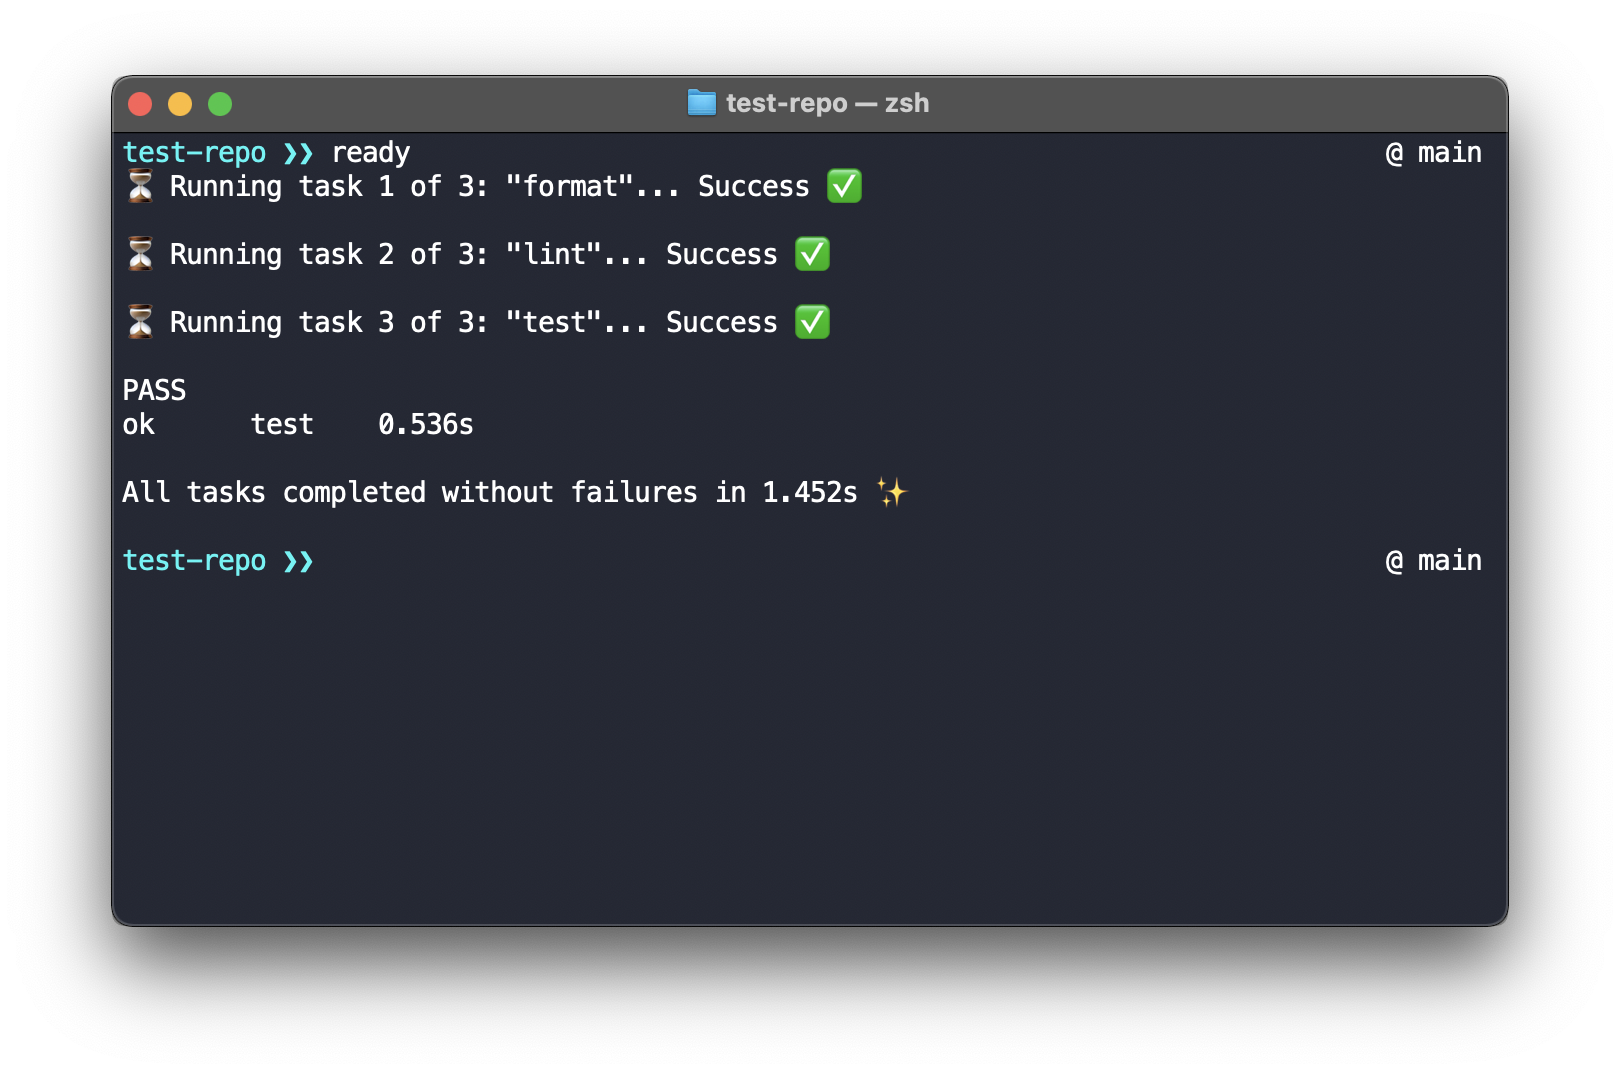 test-repo — zsh
test-repo ❯❯ ready @ main
⏳ Running task 1 of 3: "format"... Success ✅
⏳ Running task 2 of 3: "lint"... Success ✅
⏳ Running task 3 of 3: "test"... Success ✅
PASS
ok test 0.536s
All tasks completed without failures in 1.452s ✨
test-repo ❯❯ @ main